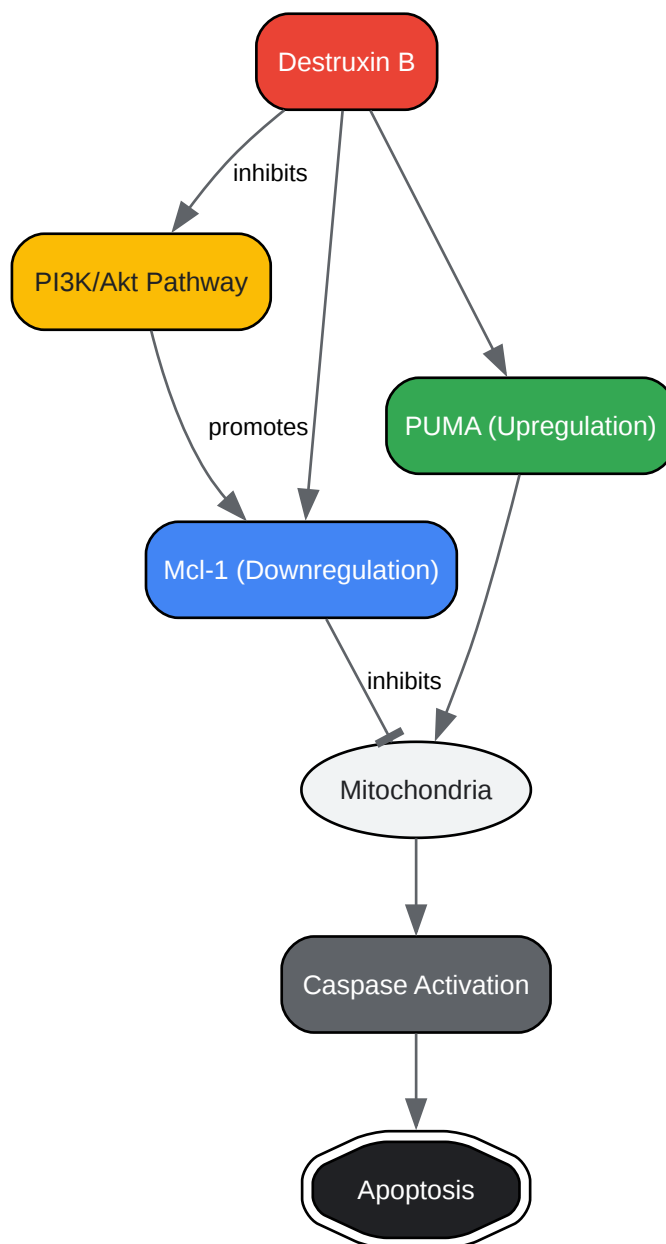 Destruxin B
inhibits
PI3K/Akt Pathway
promotes
PUMA (Upregulation)
Mcl-1 (Downregulation)
inhibits
Mitochondria
Caspase Activation
Apoptosis